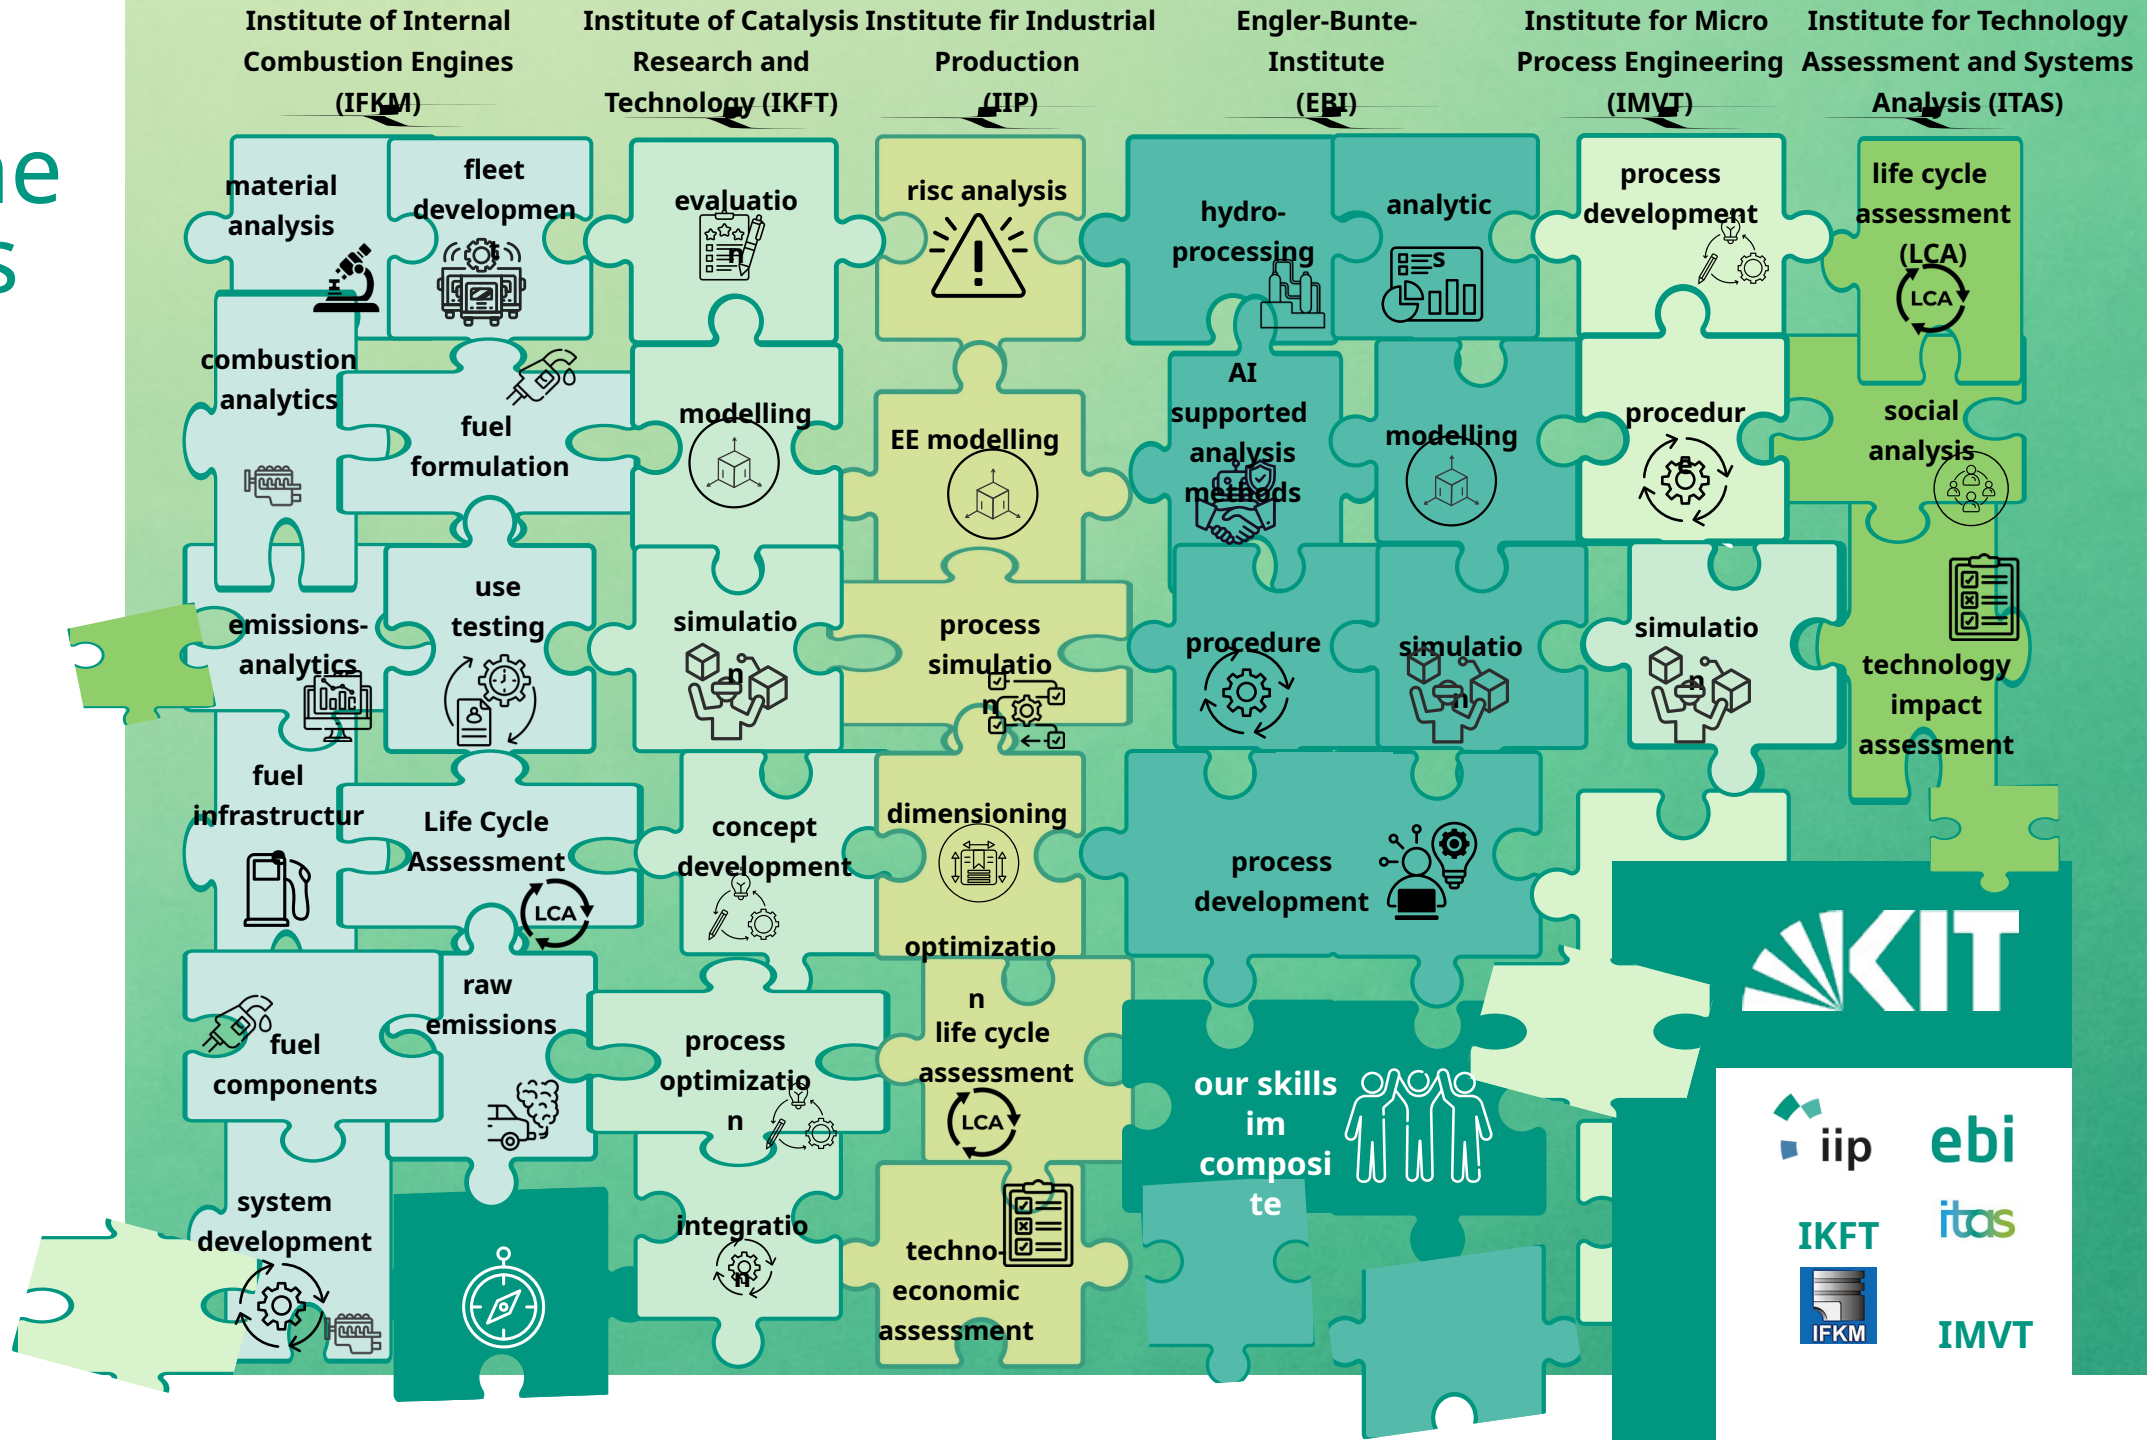 ne
s
Institute of Internal
Combustion Engines
(IFKM)
Institute of Catalysis
Research and
Technology (IKFT)
Institute fir Industrial
Production
(IIP)
Engler-Bunte-
Institute
(EBI)
Institute for Micro
Process Engineering
(IMVT)
Institute for Technology
Assessment and Systems
Analysis (ITAS)
material
analysis
fleet
developmen
t
combustion
analytics
fuel
formulation
emissions-
analytics
use
testing
fuel
infrastructur
Life Cycle
Assessment
LCA
fuel
components
raw
emissions
system
development
evaluatio
n
modelling
simulatio
n
concept
development
process
optimizatio
n
integratio
n
risc analysis
EE modelling
process
simulatio
n
dimensioning
optimizatio
n
life cycle
assessment
LCA
techno-
economic
assessment
hydro-
processing
analytic
s
AI
supported
analysis
methods
modelling
procedure
simulatio
n
process
development
our skills
im
composi
te
process
development
procedur
e
simulatio
n
life cycle
assessment
(LCA)
LCA
social
analysis
technology
impact
assessment
KIT
iip
ebi
IKFT
itas
IFKM
IMVT